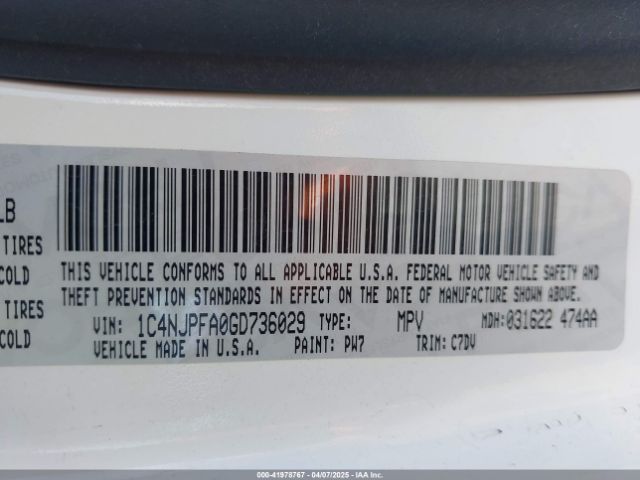 LB
TIRES
COLD
TIRES
COLD
THIS VEHICLE CONFORMS TO ALL APPLICABLE U.S.A. FEDERAL MOTOR VEHICLE SAFETY AND
THEFT PREVENTION STANDARDS IN EFFECT ON THE DATE OF MANUFACTURE SHOWN ABOVE.
VIN: 1C4NJPFA0GD736029 TYPE: MPV MDH:031622 474AA
VEHICLE MADE IN U.S.A. PAINT: PW7 TRIM: C7DV
000-41978767 - 04/07/2025 - IAA Inc.